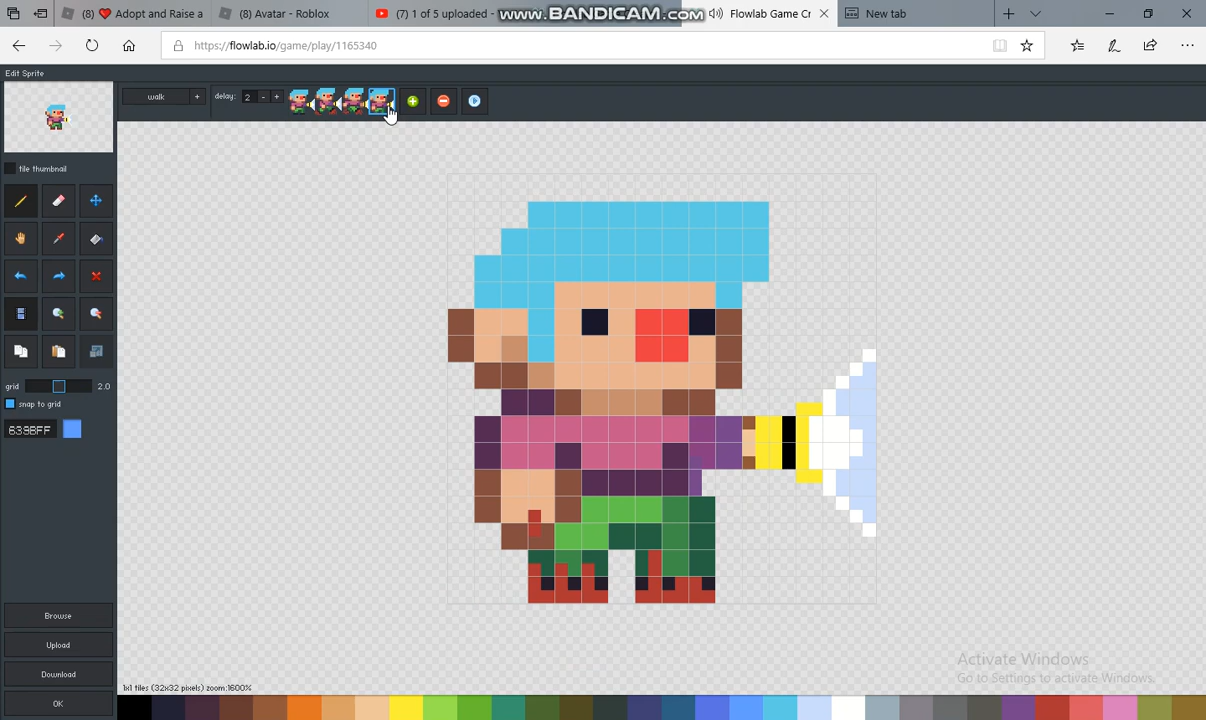 (8) ❤ Adopt and Raise a
(8) Avatar - Roblox
(7) 1 of 5 uploaded -
www.BANDICAM.com
Flowlab Game Cr
New tab
https://flowlab.io/game/play/1165340
Edit Sprite
walk
+
delay:
2
-
+
tile thumbnail
grid
2.0
snap to grid
639BFF
Browse
Upload
Download
OK
1x1 tiles (32x32 pixels) zoom:1600%
Activate Windows
Go to Settings to activate Windows.